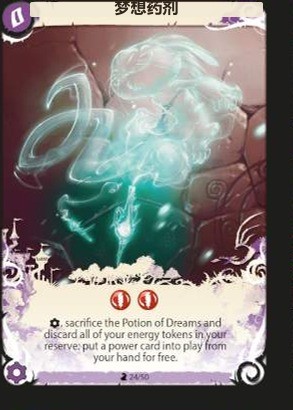 梦想药剂
, sacrifice the Potion of Dreams and
discard all of your energy tokens in your
reserve: put a power card into play from
your hand for free.
24/50